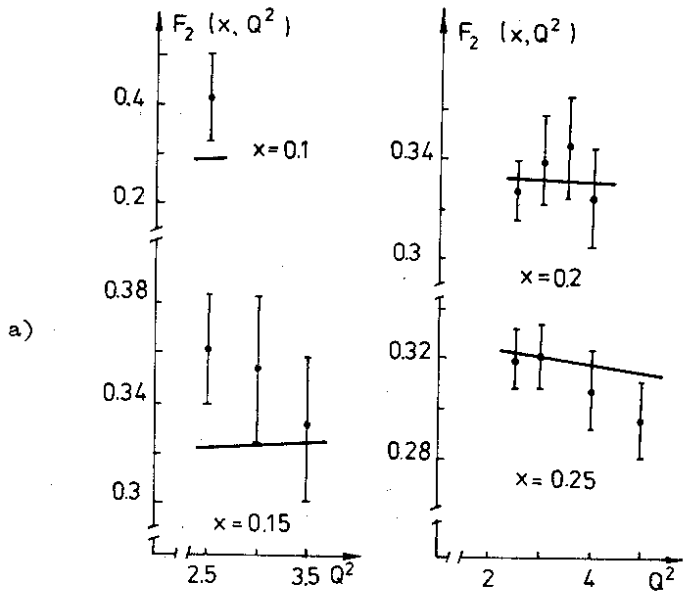 F₂ (x, Q²)
0.4
x=0.1
0.2
0.38
0.34
0.3
x=0.15
2.5 3.5 Q²
a)
F₂ (x, Q²)
0.34
0.3
x=0.2
0.32
0.28
x=0.25
2 4 Q²